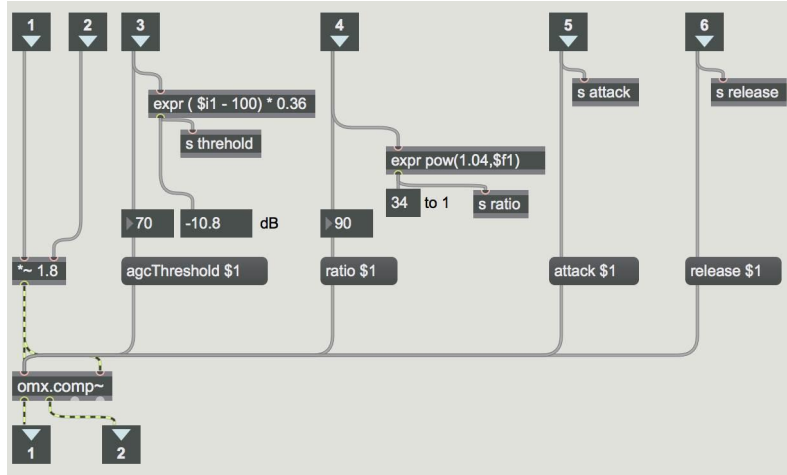 1 2 3 4 5 6
expr ( $i1 - 100) * 0.36
s attack
s release
s threhold
expr pow(1.04,$f1)
34 to 1
s ratio
70
-10.8 dB
90
*~ 1.8
agcThreshold $1
ratio $1
attack $1
release $1
omx.comp~
1 2